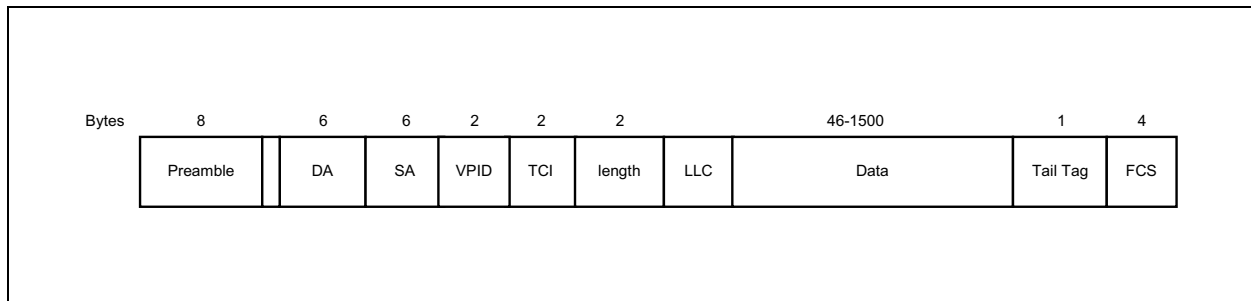 Bytes 8 6 6 2 2 2 46-1500 1 4
Preamble DA SA VPID TCI length LLC Data Tail Tag FCS